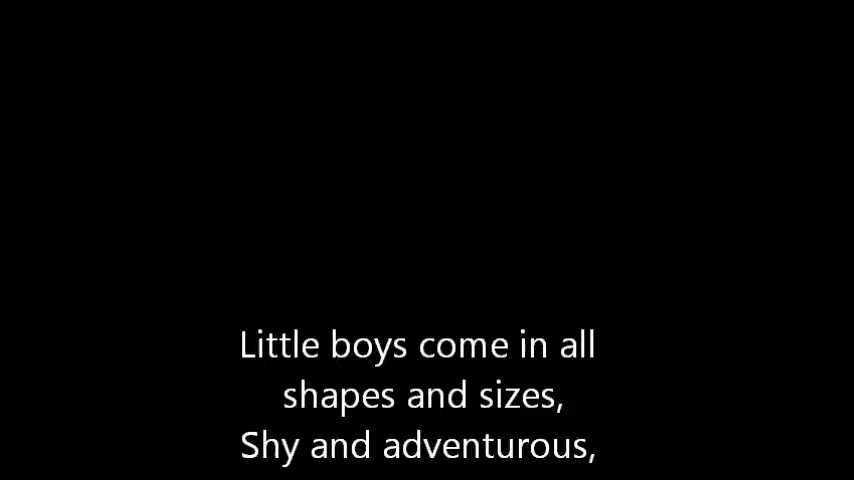 Little boys come in all
shapes and sizes,
Shy and adventurous,